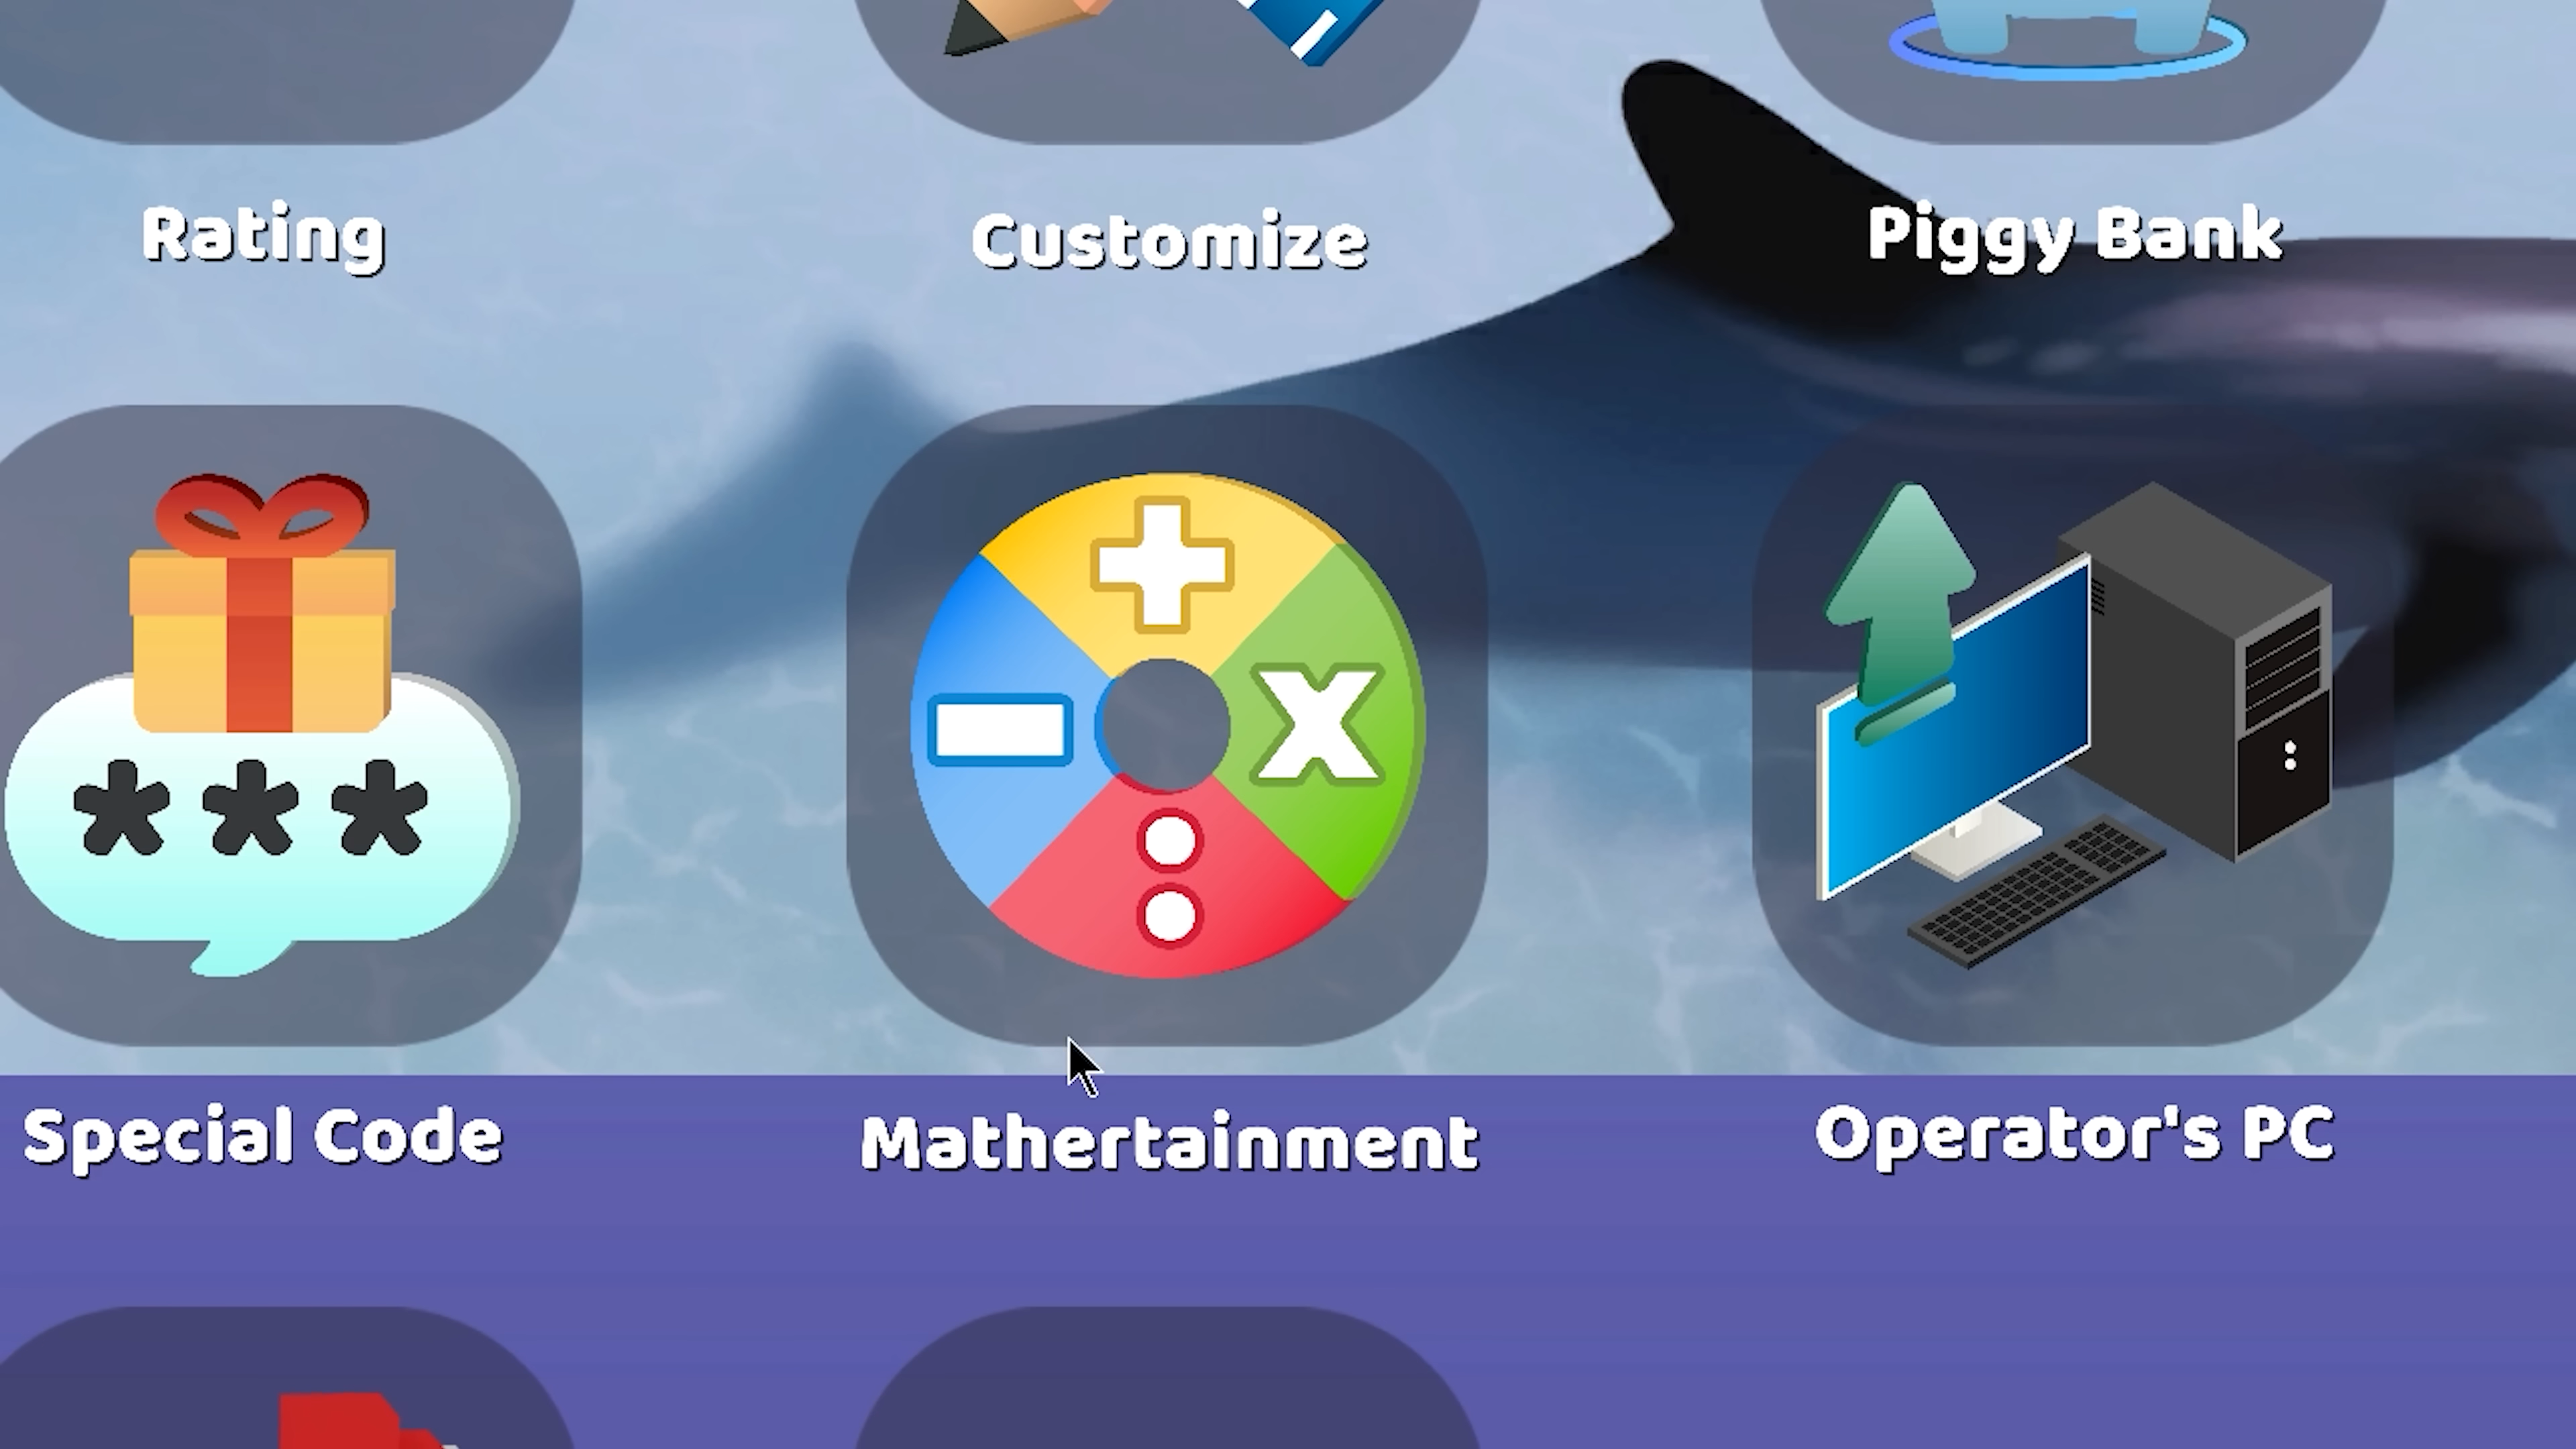 Rating
Customize
Piggy Bank
***
Special Code
Mathertainment
Operator's PC